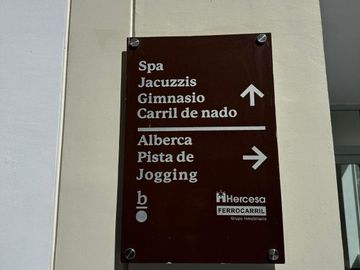 Spa
Jacuzzis
Gimnasio
Carril de nado
Alberca
Pista de
Jogging
b
Hercesa
FERROCARRIL
Grupo Inmobiliario